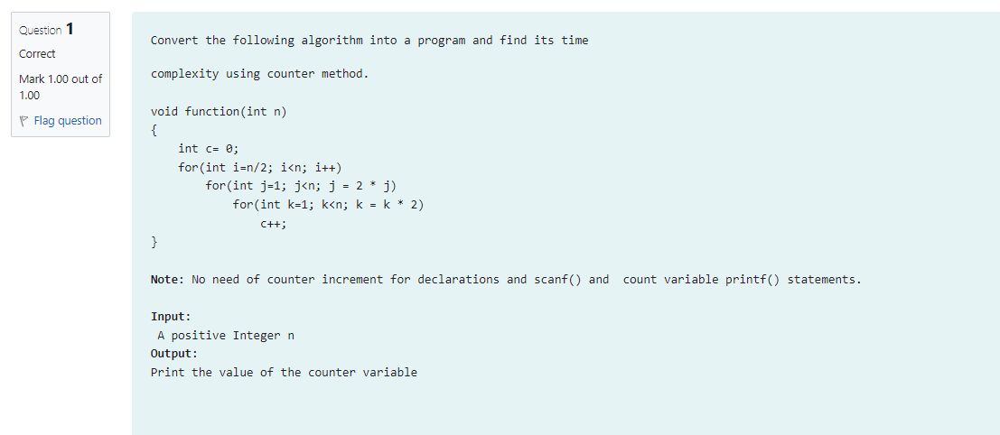 Question 1
Correct
Mark 1.00 out of
1.00
Flag question
Convert the following algorithm into a program and find its time
complexity using counter method.
void function(int n)
{
    int c= 0;
    for(int i=n/2; i<n; i++)
        for(int j=1; j<n; j = 2 * j)
            for(int k=1; k<n; k = k * 2)
                c++;
}
Note: No need of counter increment for declarations and scanf() and  count variable printf() statements.
Input:
 A positive Integer n
Output:
Print the value of the counter variable